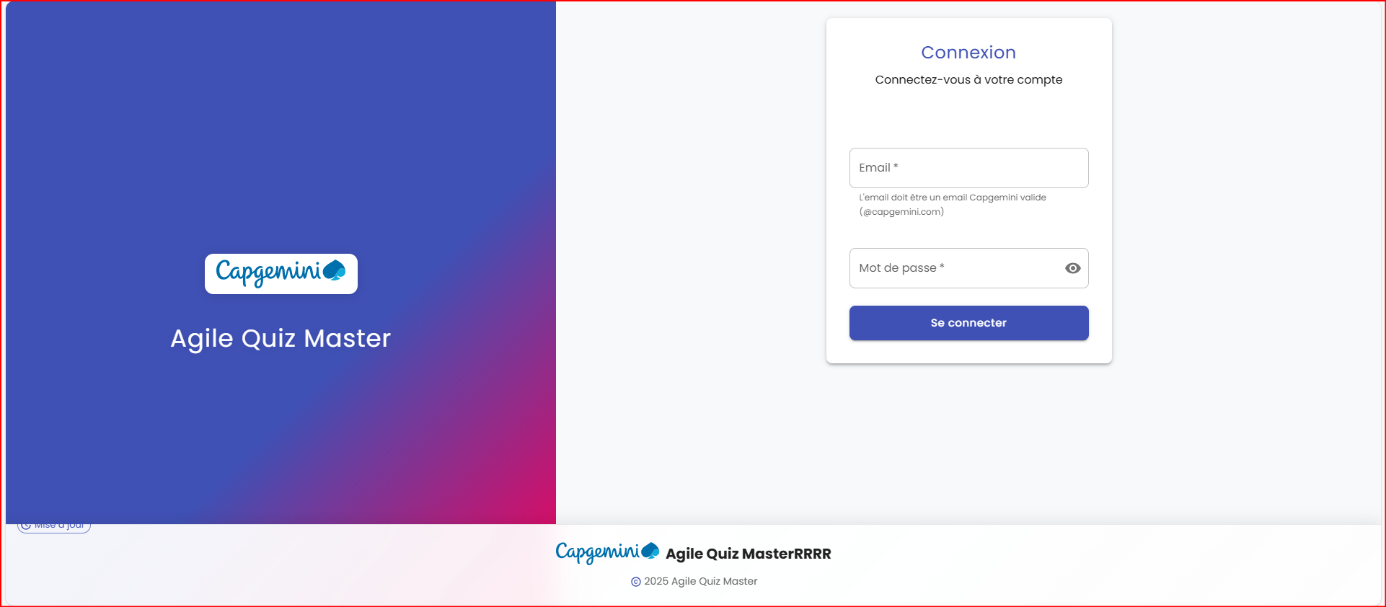 Connexion
Connectez-vous à votre compte
Email *
L'email doit être un email Capgemini valide
(@capgemini.com)
Mot de passe *
Se connecter
Capgemini
Agile Quiz Master
Mise à jour
Capgemini Agile Quiz MasterRRRR
© 2025 Agile Quiz Master